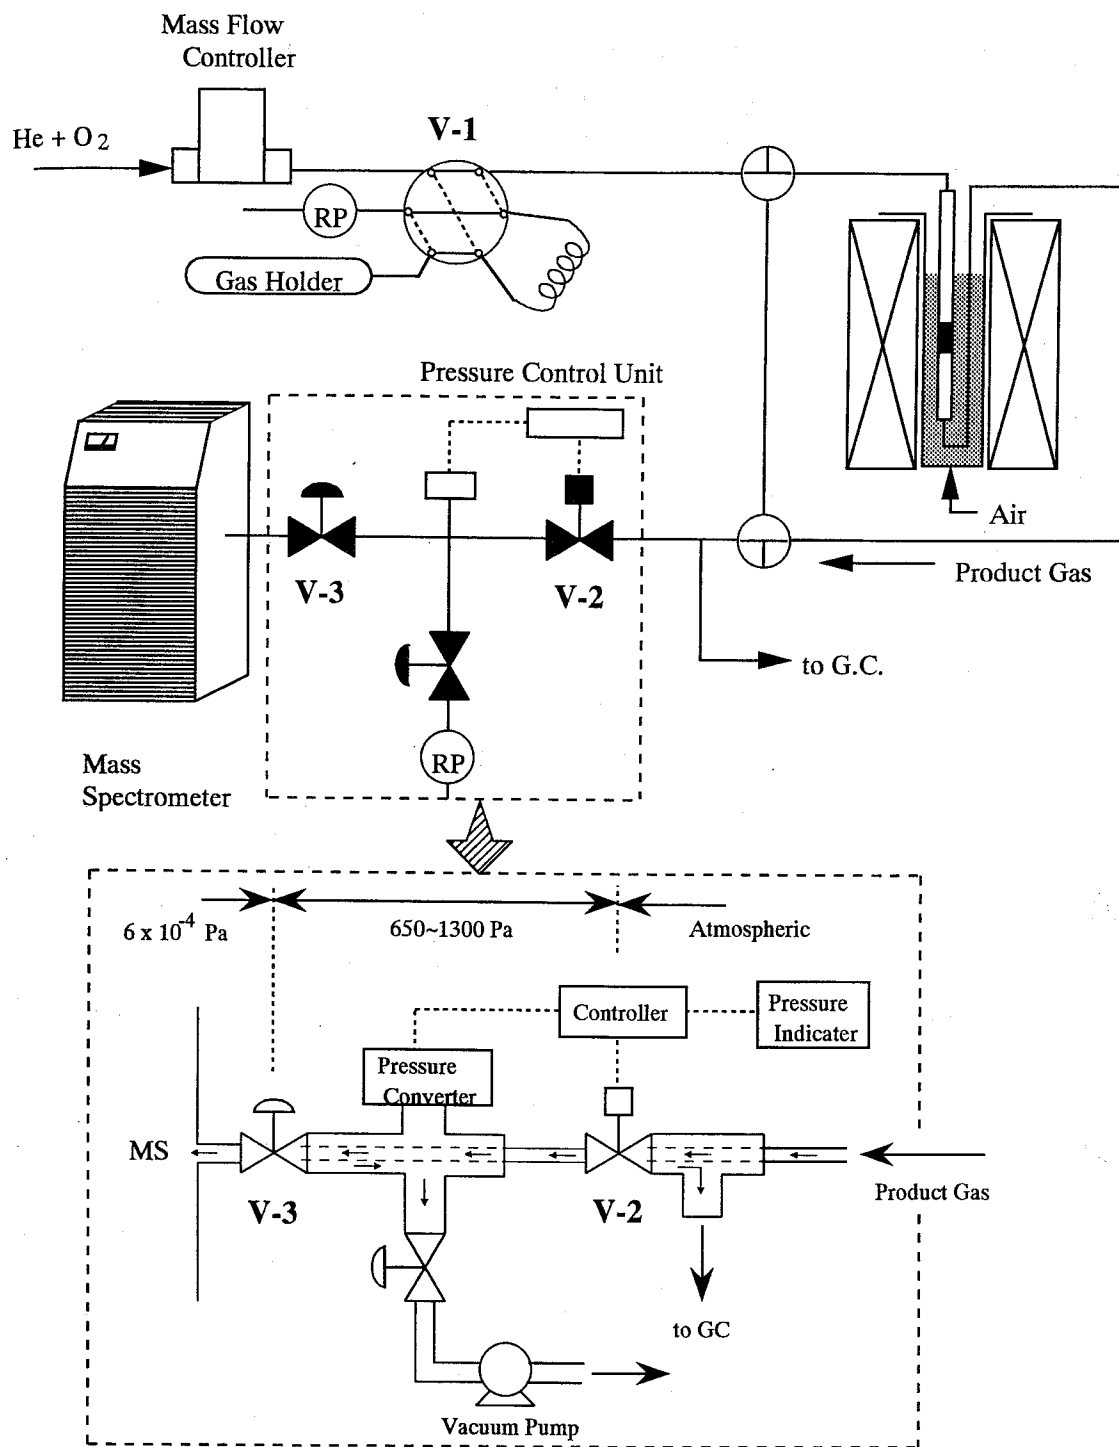 Mass Flow
Controller
He + O2
V-1
RP
Gas Holder
Pressure Control Unit
Air
V-3
V-2
Product Gas
to G.C.
RP
Mass
Spectrometer
6 x 10-4 Pa
650~1300 Pa
Atmospheric
Controller
Pressure
Indicater
Pressure
Converter
MS
V-3
V-2
Product Gas
to GC
Vacuum Pump